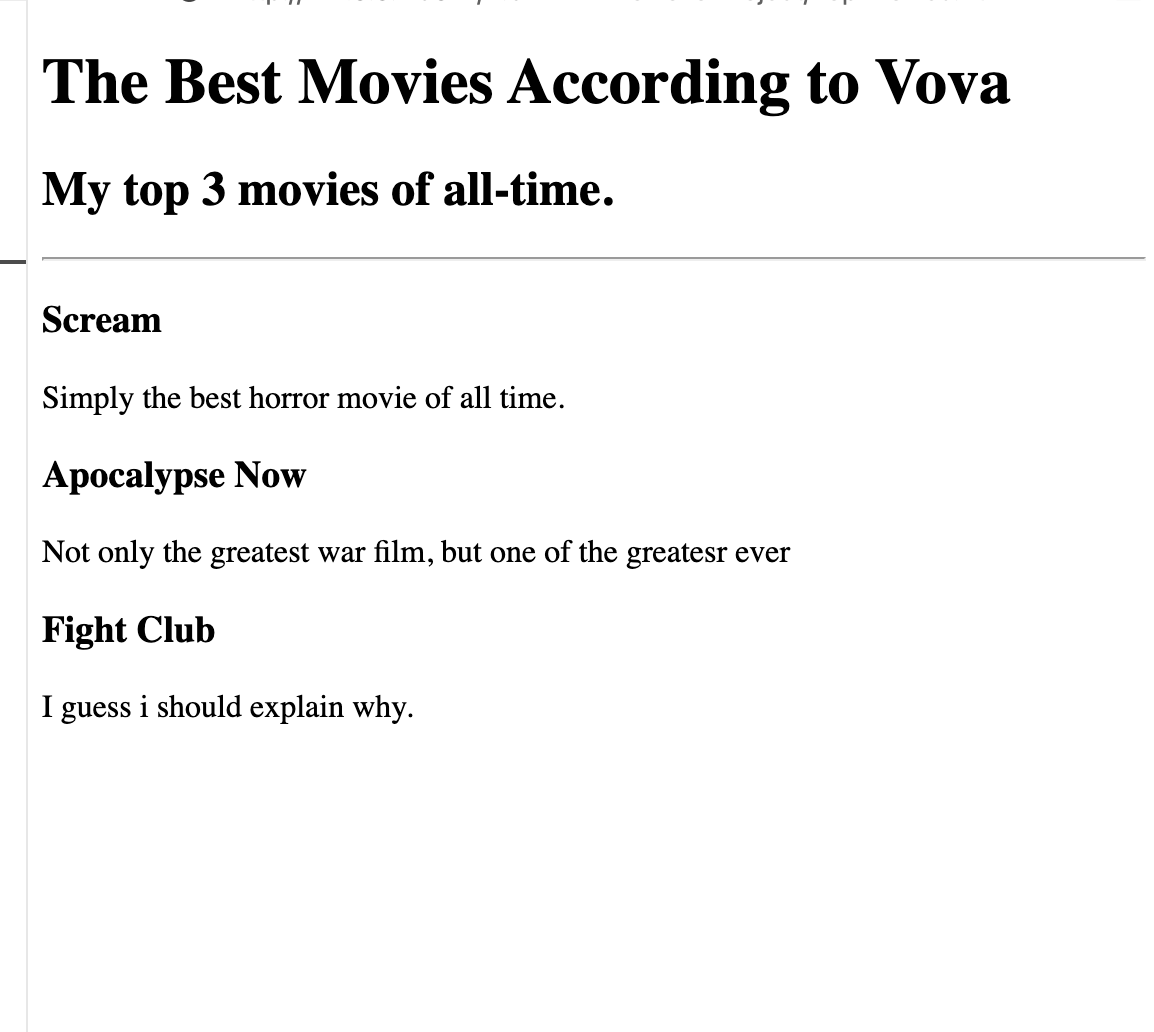 The Best Movies According to Vova
My top 3 movies of all-time.
Scream
Simply the best horror movie of all time.
Apocalypse Now
Not only the greatest war film, but one of the greatesr ever
Fight Club
I guess i should explain why.